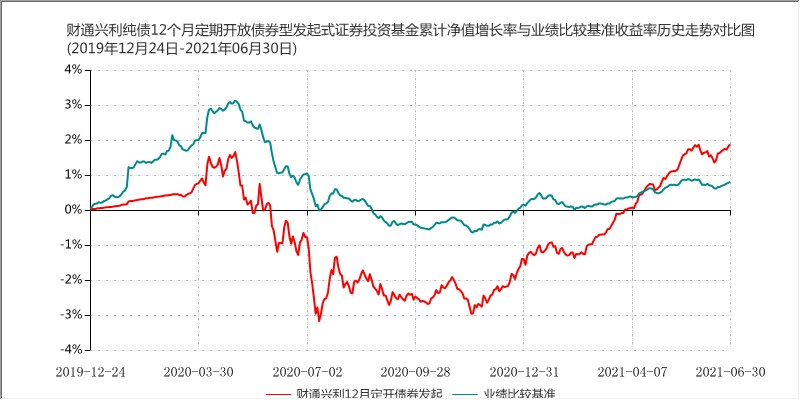 财通兴利纯债12个月定期开放债券型发起式证券投资基金累计净值增长率与业绩比较基准收益率历史走势对比图
(2019年12月24日-2021年06月30日)
4%
3%
2%
1%
0%
-1%
-2%
-3%
-4%
2019-12-24 2020-03-30 2020-07-02 2020-09-28 2020-12-31 2021-04-07 2021-06-30
财通兴利12月定开债券发起 业绩比较基准